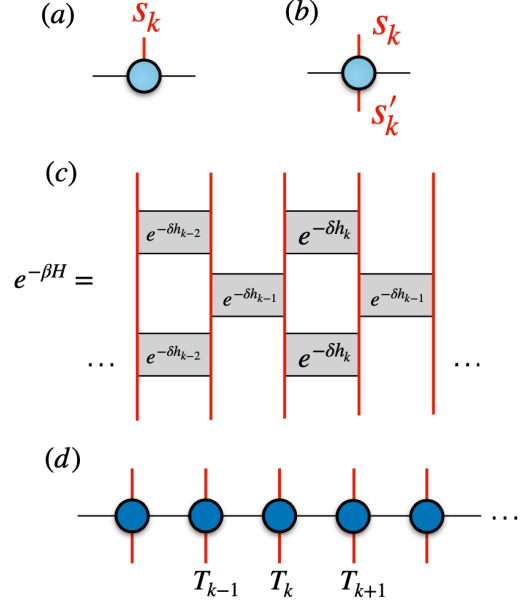 (a)
s_k
(b)
s_k
s'_k
(c)
e^{-δh_{k-2}} e^{-δh_k}
e^{-βH} = e^{-δh_{k-1}} e^{-δh_{k-1}}
... e^{-δh_{k-2}} e^{-δh_k} ...
(d)
...
T_{k-1} T_k T_{k+1}